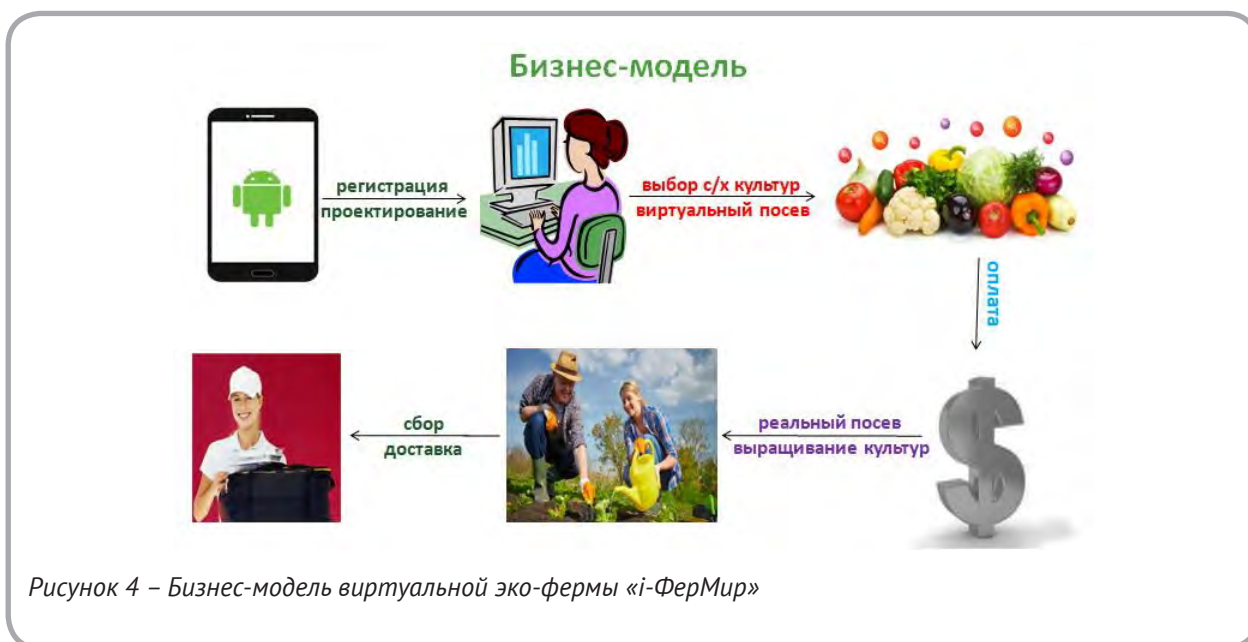 Бизнес-модель
регистрация
проектирование
выбор с/х культур
виртуальный посев
оплата
реальный посев
выращивание культур
сбор
доставка
Рисунок 4 – Бизнес-модель виртуальной эко-фермы «i-ФерМир»